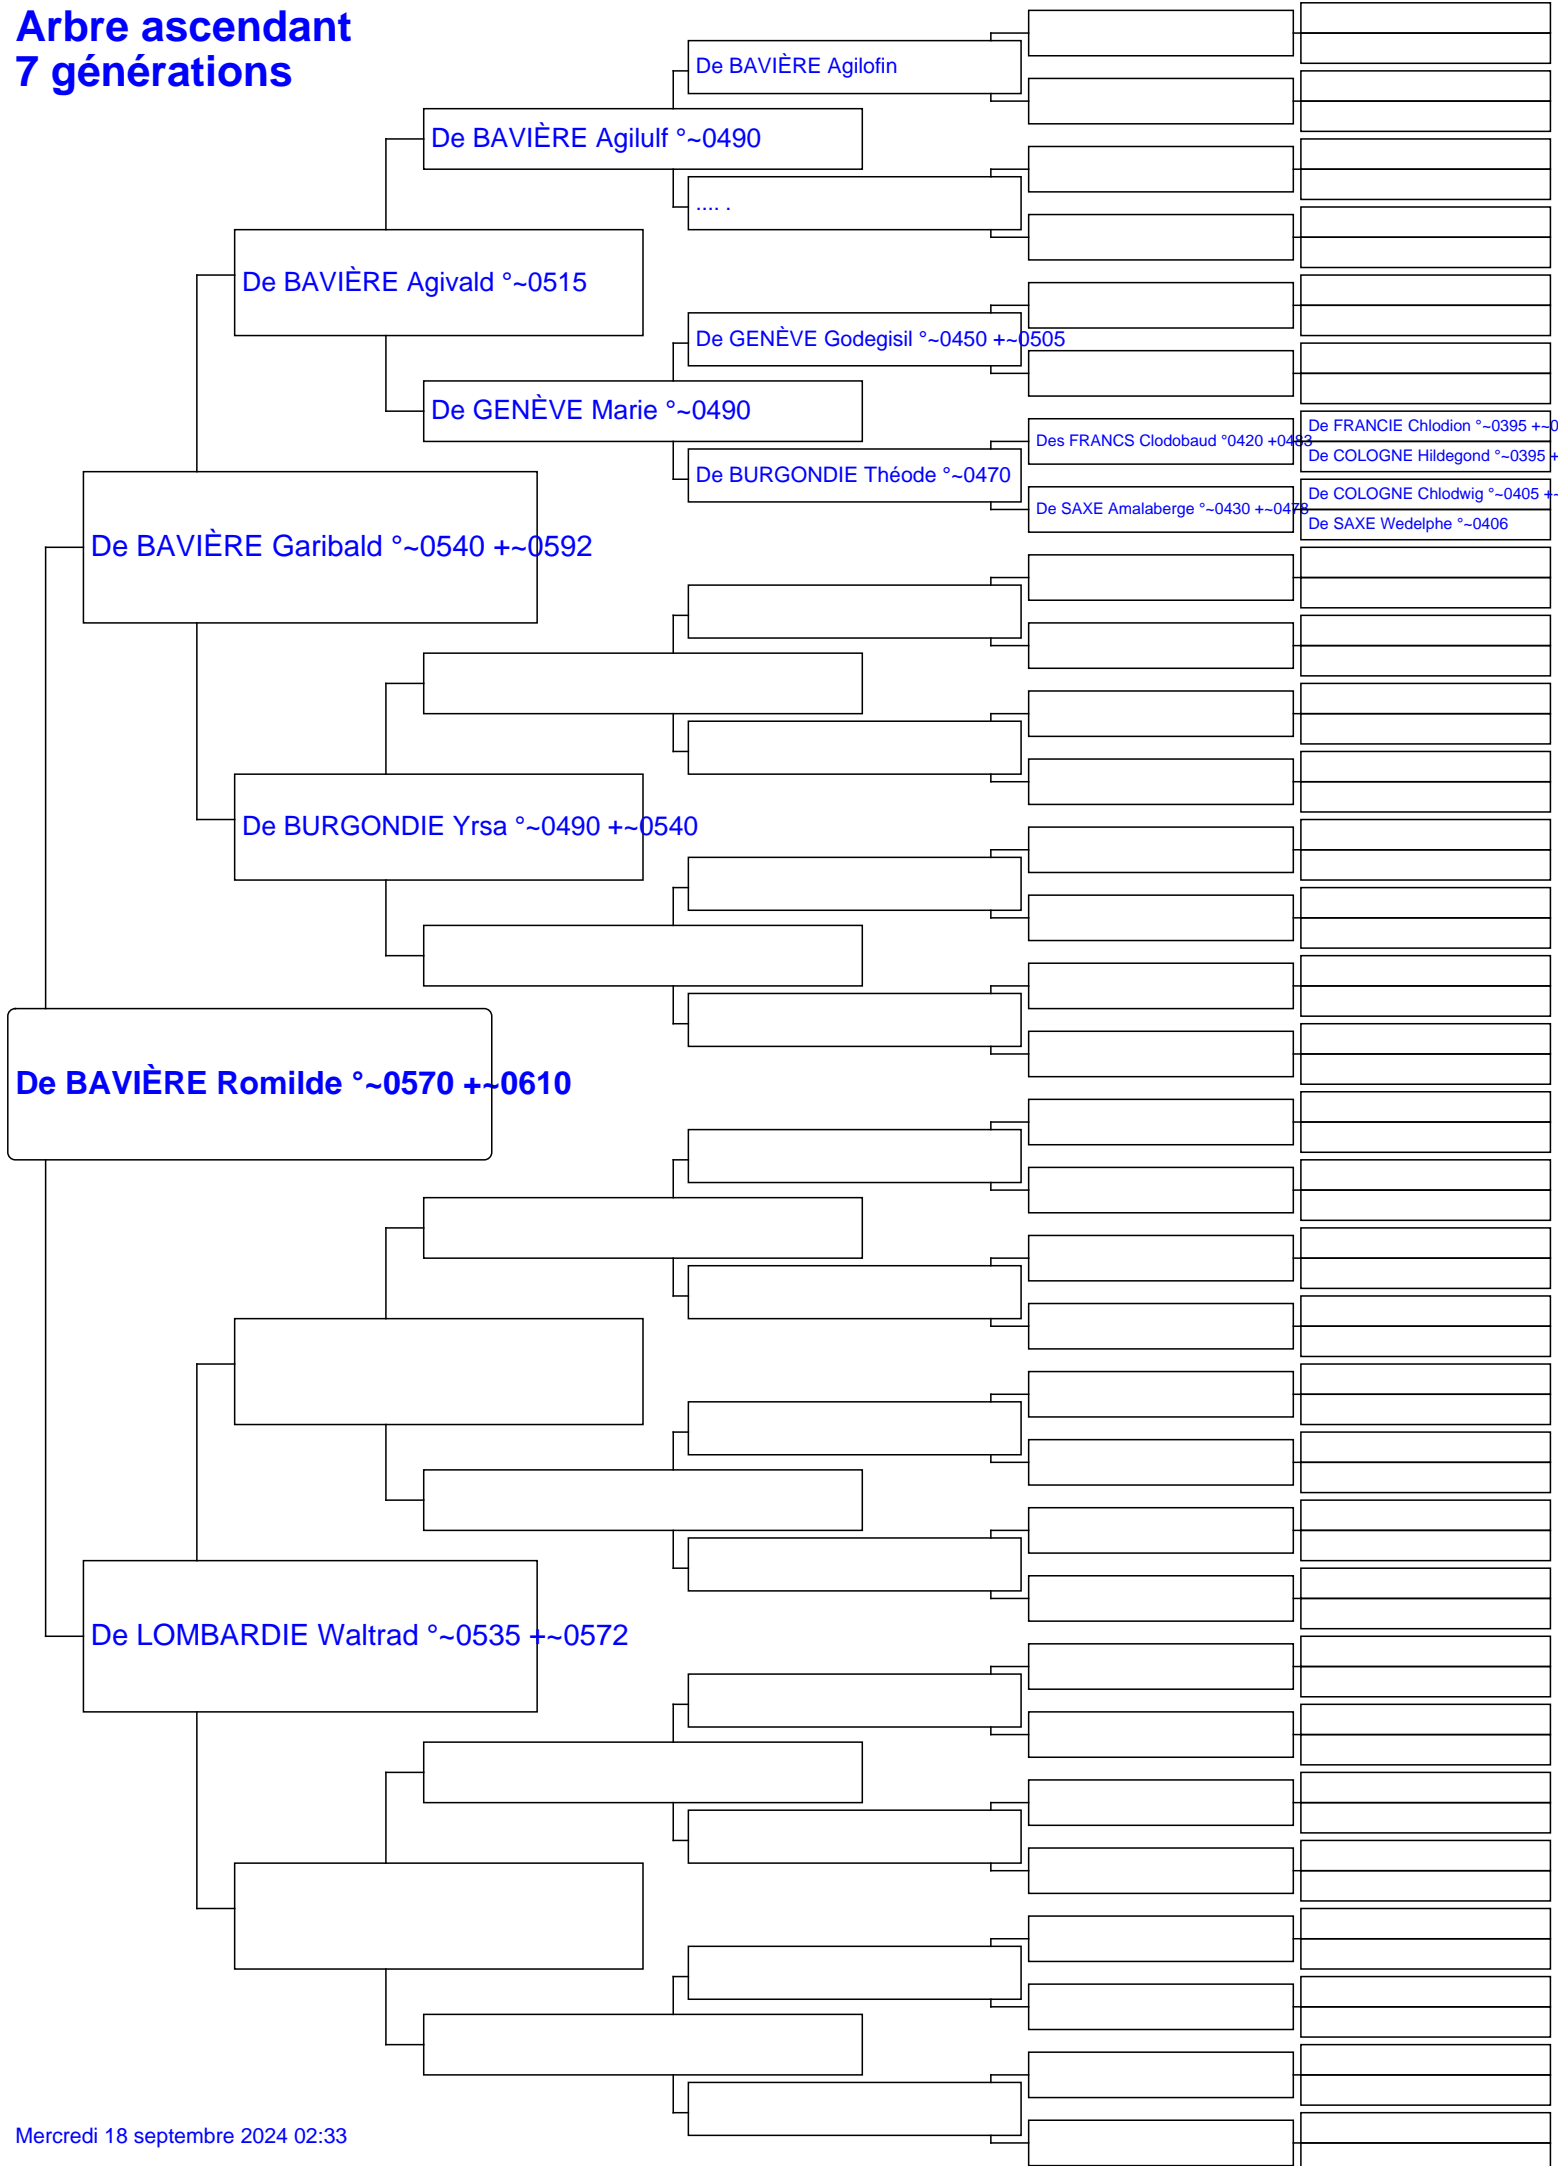 Arbre ascendant
7 générations
De BAVIÈRE Agilofin
De BAVIÈRE Agilulf °~0490
.... .
De BAVIÈRE Agivald °~0515
De GENÈVE Godegisil °~0450 +~0505
De GENÈVE Marie °~0490
De FRANCIE Chlodion °~0395 +~0
Des FRANCS Clodobaud °0420 +0483
De COLOGNE Hildegond °~0395 +
De BURGONDIE Théode °~0470
De COLOGNE Chlodwig °~0405 +~
De SAXE Amalaberge °~0430 +~0478
De SAXE Wedelphe °~0406
De BAVIÈRE Garibald °~0540 +~0592
De BURGONDIE Yrsa °~0490 +~0540
De BAVIÈRE Romilde °~0570 +~0610
De LOMBARDIE Waltrad °~0535 +~0572
Mercredi 18 septembre 2024 02:33